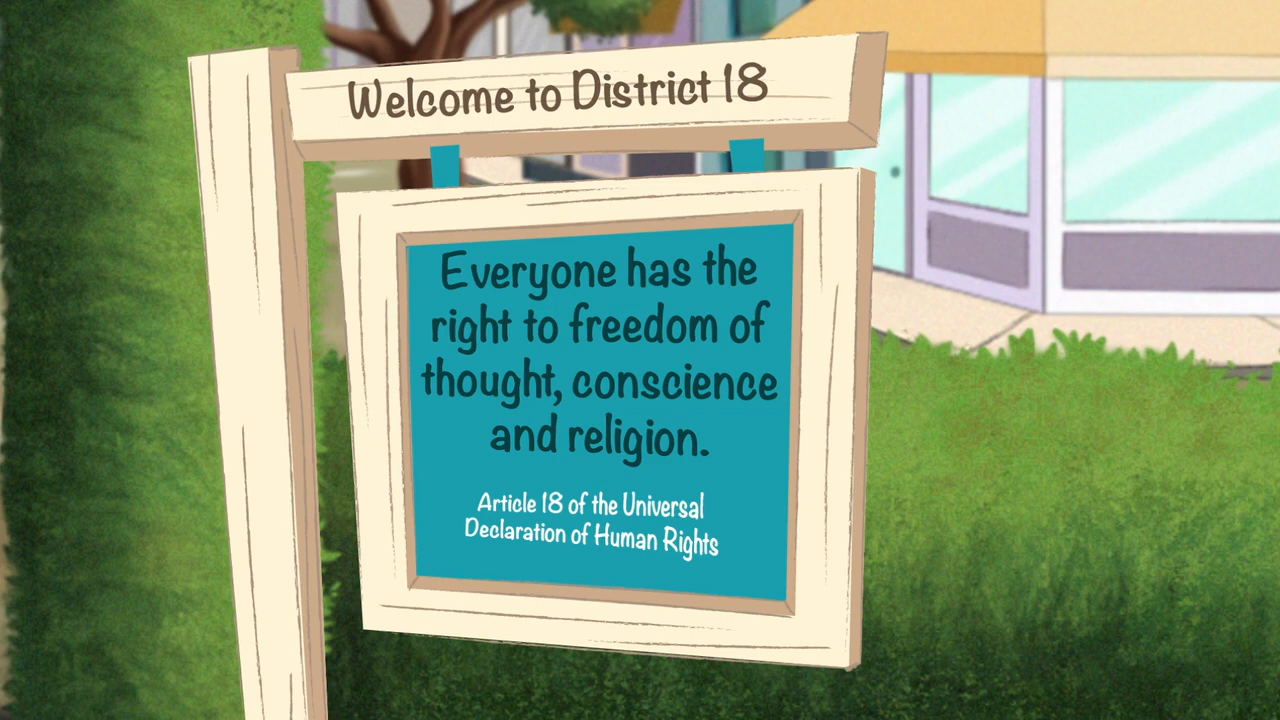 Welcome to District 18
Everyone has the
right to freedom of
thought, conscience
and religion.
Article 18 of the Universal
Declaration of Human Rights